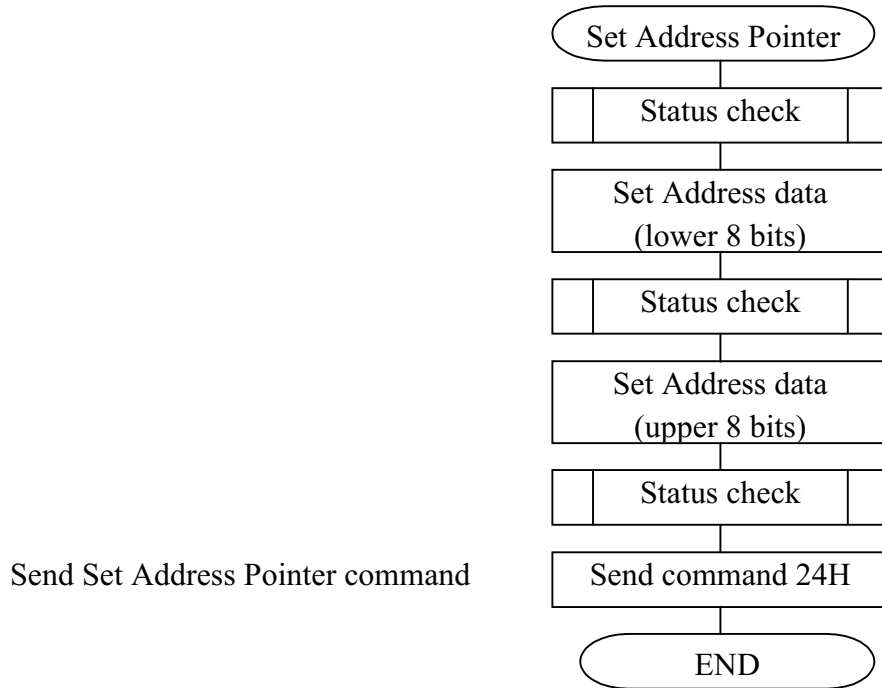 Set Address Pointer
Status check
Set Address data
(lower 8 bits)
Status check
Set Address data
(upper 8 bits)
Status check
Send Set Address Pointer command
Send command 24H
END